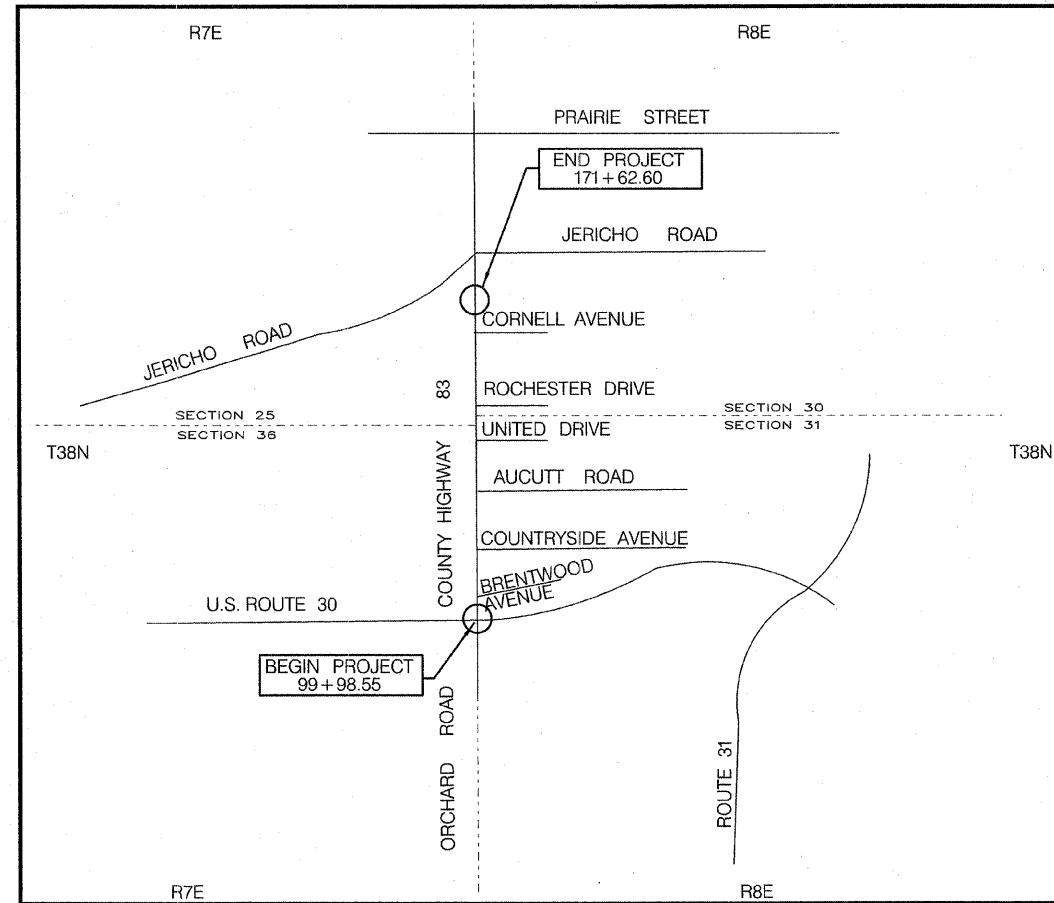 R7E
R8E
PRAIRIE STREET
END PROJECT
171+62.60
JERICHO ROAD
CORNELL AVENUE
JERICHO ROAD
83
ROCHESTER DRIVE
SECTION 25
SECTION 30
SECTION 36
SECTION 31
UNITED DRIVE
T38N
T38N
AUCUTT ROAD
COUNTY HIGHWAY
COUNTRYSIDE AVENUE
BRENTWOOD
AVENUE
U.S. ROUTE 30
BEGIN PROJECT
99+98.55
ORCHARD ROAD
ROUTE 31
R7E
R8E